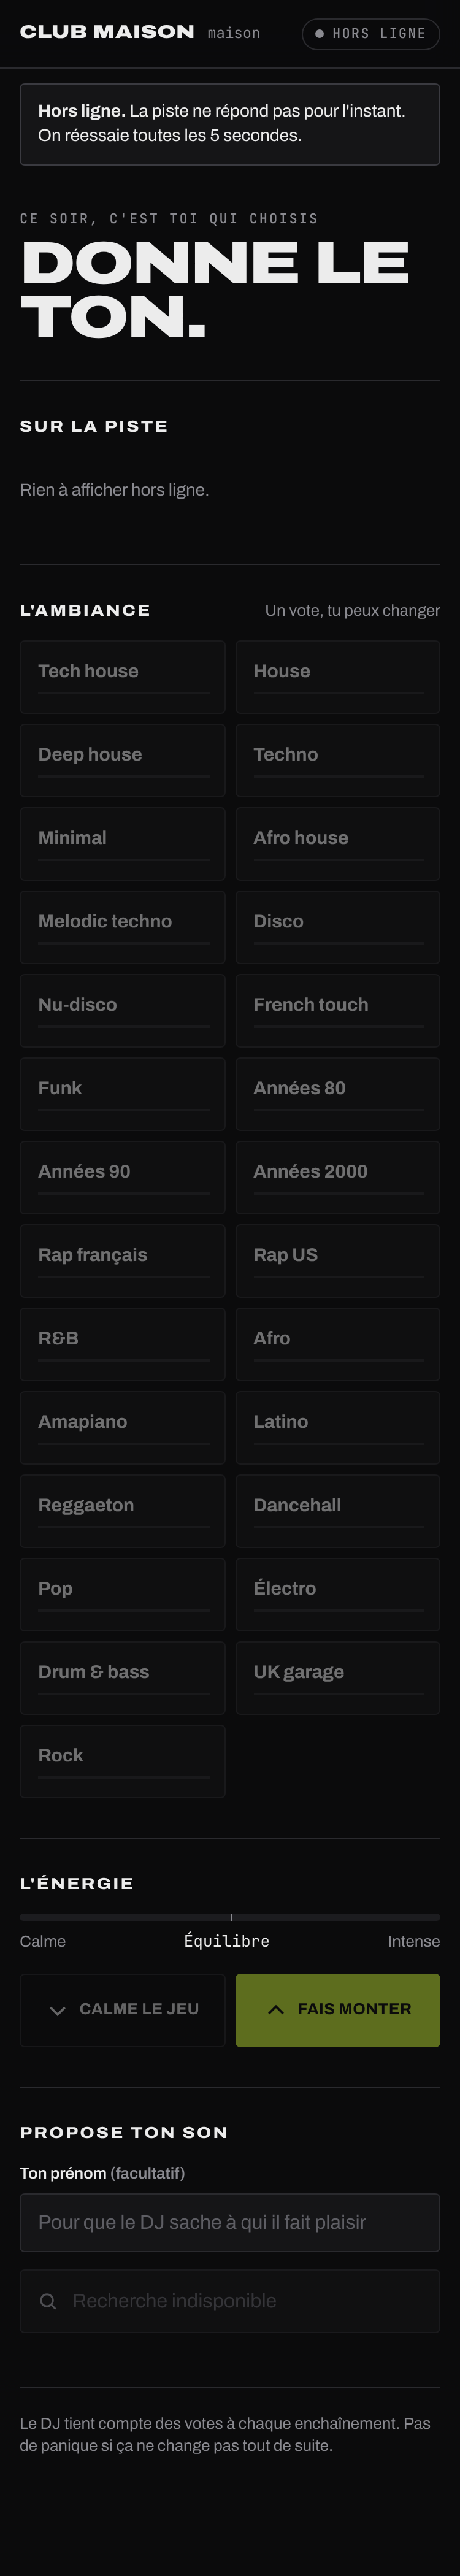 CLUB MAISON maison HORS LIGNE
Hors ligne. La piste ne répond pas pour l'instant.
On réessaie toutes les 5 secondes.
CE SOIR, C'EST TOI QUI CHOISIS
DONNE LE
TON.
SUR LA PISTE
Rien à afficher hors ligne.
L'AMBIANCE Un vote, tu peux changer
Tech house House
Deep house Techno
Minimal Afro house
Melodic techno Disco
Nu-disco French touch
Funk Années 80
Années 90 Années 2000
Rap français Rap US
R&B Afro
Amapiano Latino
Reggaeton Dancehall
Pop Électro
Drum & bass UK garage
Rock
L'ÉNERGIE
Calme Équilibre Intense
CALME LE JEU FAIS MONTER
PROPOSE TON SON
Ton prénom (facultatif)
Pour que le DJ sache à qui il fait plaisir
Recherche indisponible
Le DJ tient compte des votes à chaque enchaînement. Pas
de panique si ça ne change pas tout de suite.